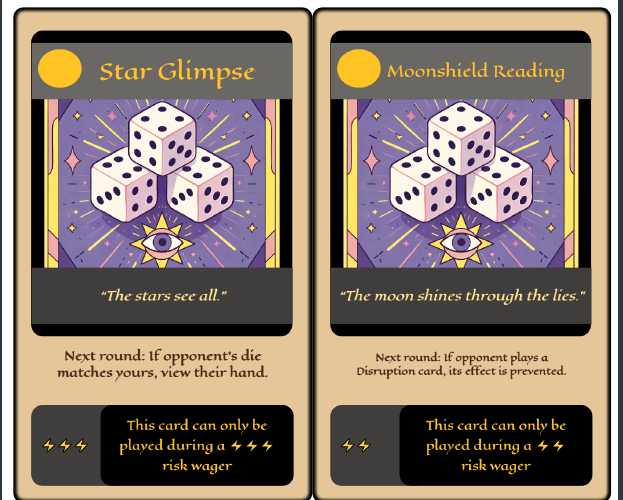 Star Glimpse
"The stars see all."
Next round: If opponent's die
matches yours, view their hand.
This card can only be
played during a ⚡⚡⚡
risk wager
Moonshield Reading
"The moon shines through the lies."
Next round: If opponent plays a
Disruption card, its effect is prevented.
This card can only be
played during a ⚡⚡
risk wager